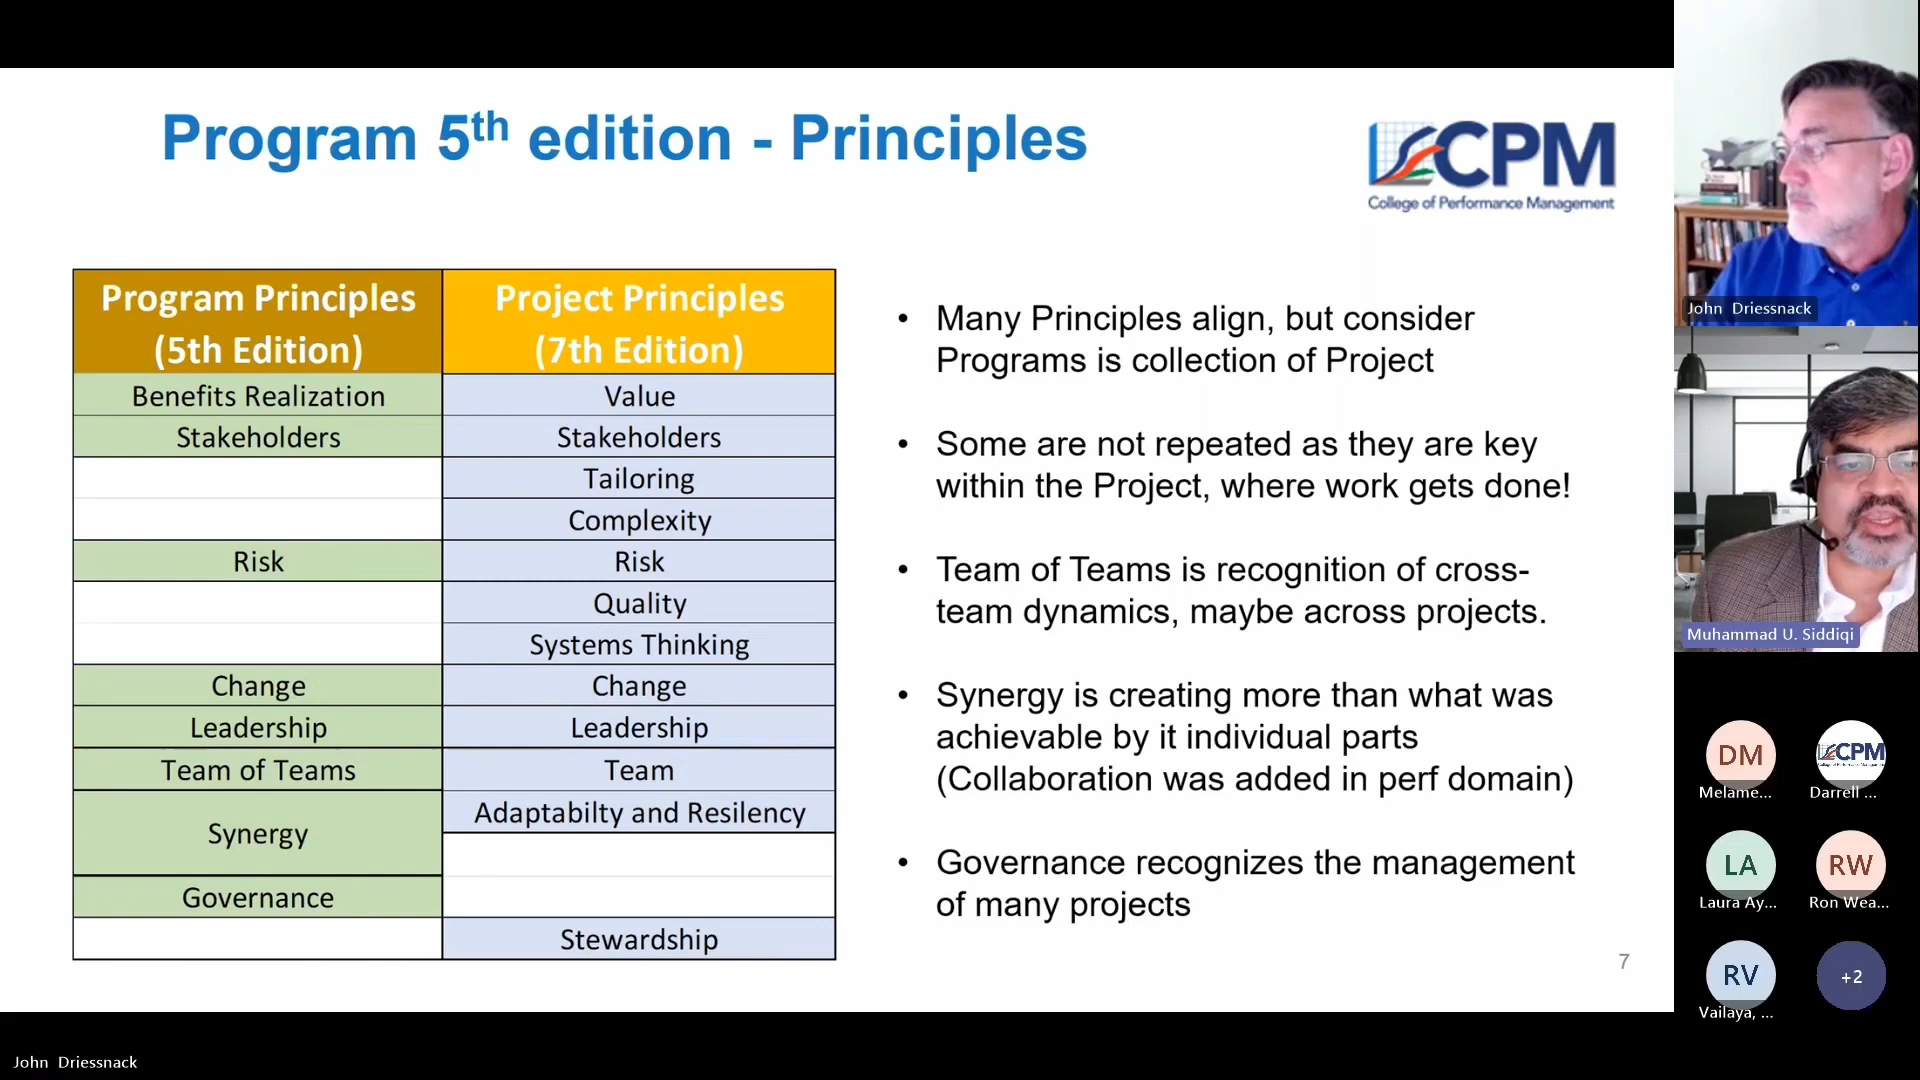 Program 5th edition - Principles
CPM
College of Performance Management
Program Principles
(5th Edition)
Project Principles
(7th Edition)
Benefits Realization
Value
Stakeholders
Stakeholders
Tailoring
Complexity
Risk
Risk
Quality
Systems Thinking
Change
Change
Leadership
Leadership
Team of Teams
Team
Synergy
Adaptabilty and Resilency
Governance
Stewardship
• Many Principles align, but consider
Programs is collection of Project
• Some are not repeated as they are key
within the Project, where work gets done!
• Team of Teams is recognition of cross-
team dynamics, maybe across projects.
• Synergy is creating more than what was
achievable by it individual parts
(Collaboration was added in perf domain)
• Governance recognizes the management
of many projects
7
John Driessnack
Muhammad U. Siddiqi
DM
Melame...
CPM
Darrell ...
LA
Laura Ay...
RW
Ron Wea...
RV
Vailaya, ...
+2
John Driessnack